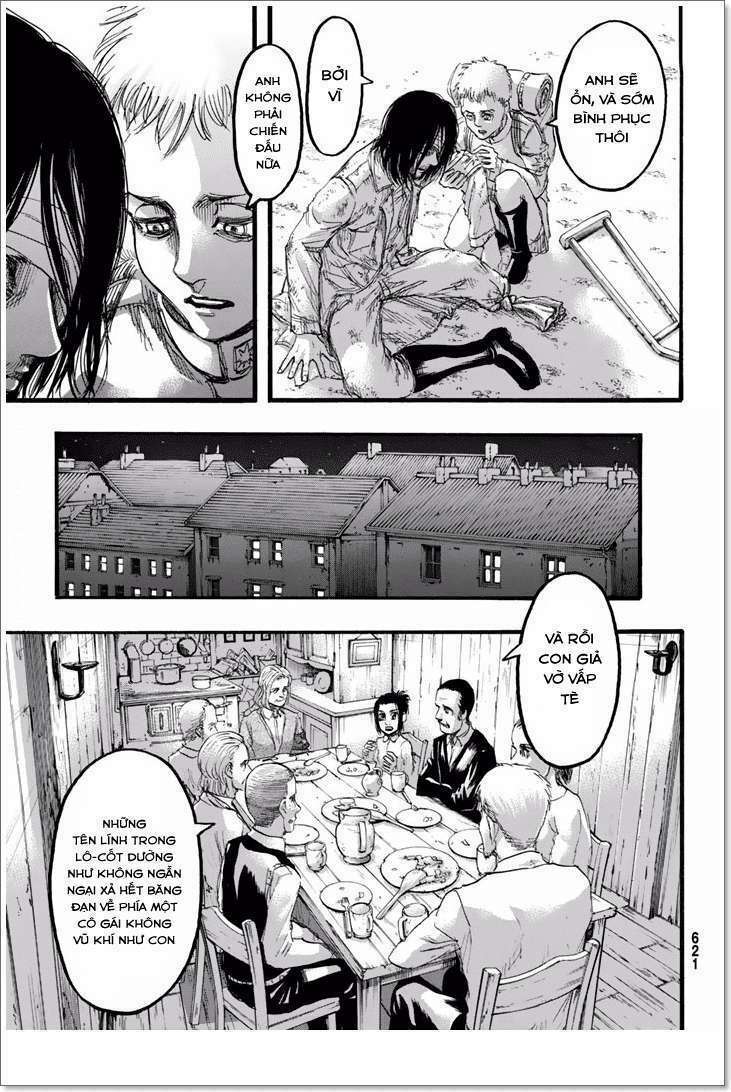 ANH SẼ
ỔN, VÀ SỚM
BÌNH PHỤC
THÔI
BỞI
VÌ
ANH
KHÔNG
PHẢI
CHIẾN
ĐẤU
NỮA
VÀ RỒI
CON GIẢ
VỜ VẤP
TÈ
NHỮNG
TÊN LÍNH TRONG
LÔ-CỐT DƯỜNG
NHƯ KHÔNG NGẦN
NGẠI XẢ HẾT BĂNG
ĐẠN VỀ PHÍA MỘT
CÔ GÁI KHÔNG
VŨ KHÍ NHƯ CON
621